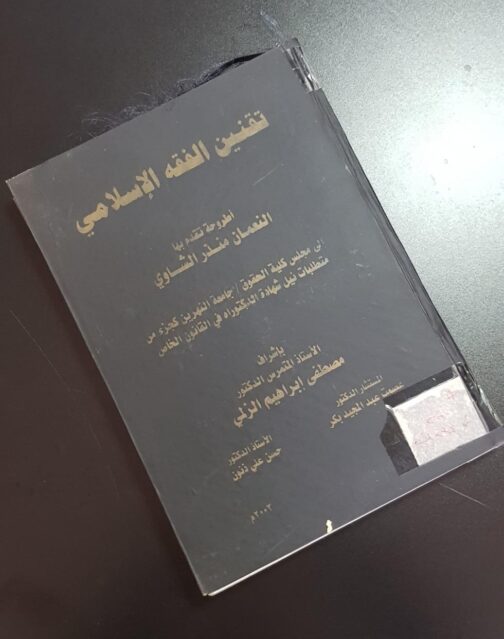 تقنين الفقه الإسلامي
أطروحة تقدم بها
النعمان منذر الشاوي
إلى مجلس كلية الحقوق / جامعة النهرين كجزء من
متطلبات نيل شهادة الدكتوراه في القانون الخاص
بإشراف
الأستاذ المتمرس الدكتور
مصطفى إبراهيم الزلمي
المستشار الدكتور
عصمت عبد المجيد بكر
الأستاذ الدكتور
حسن علي ذنون